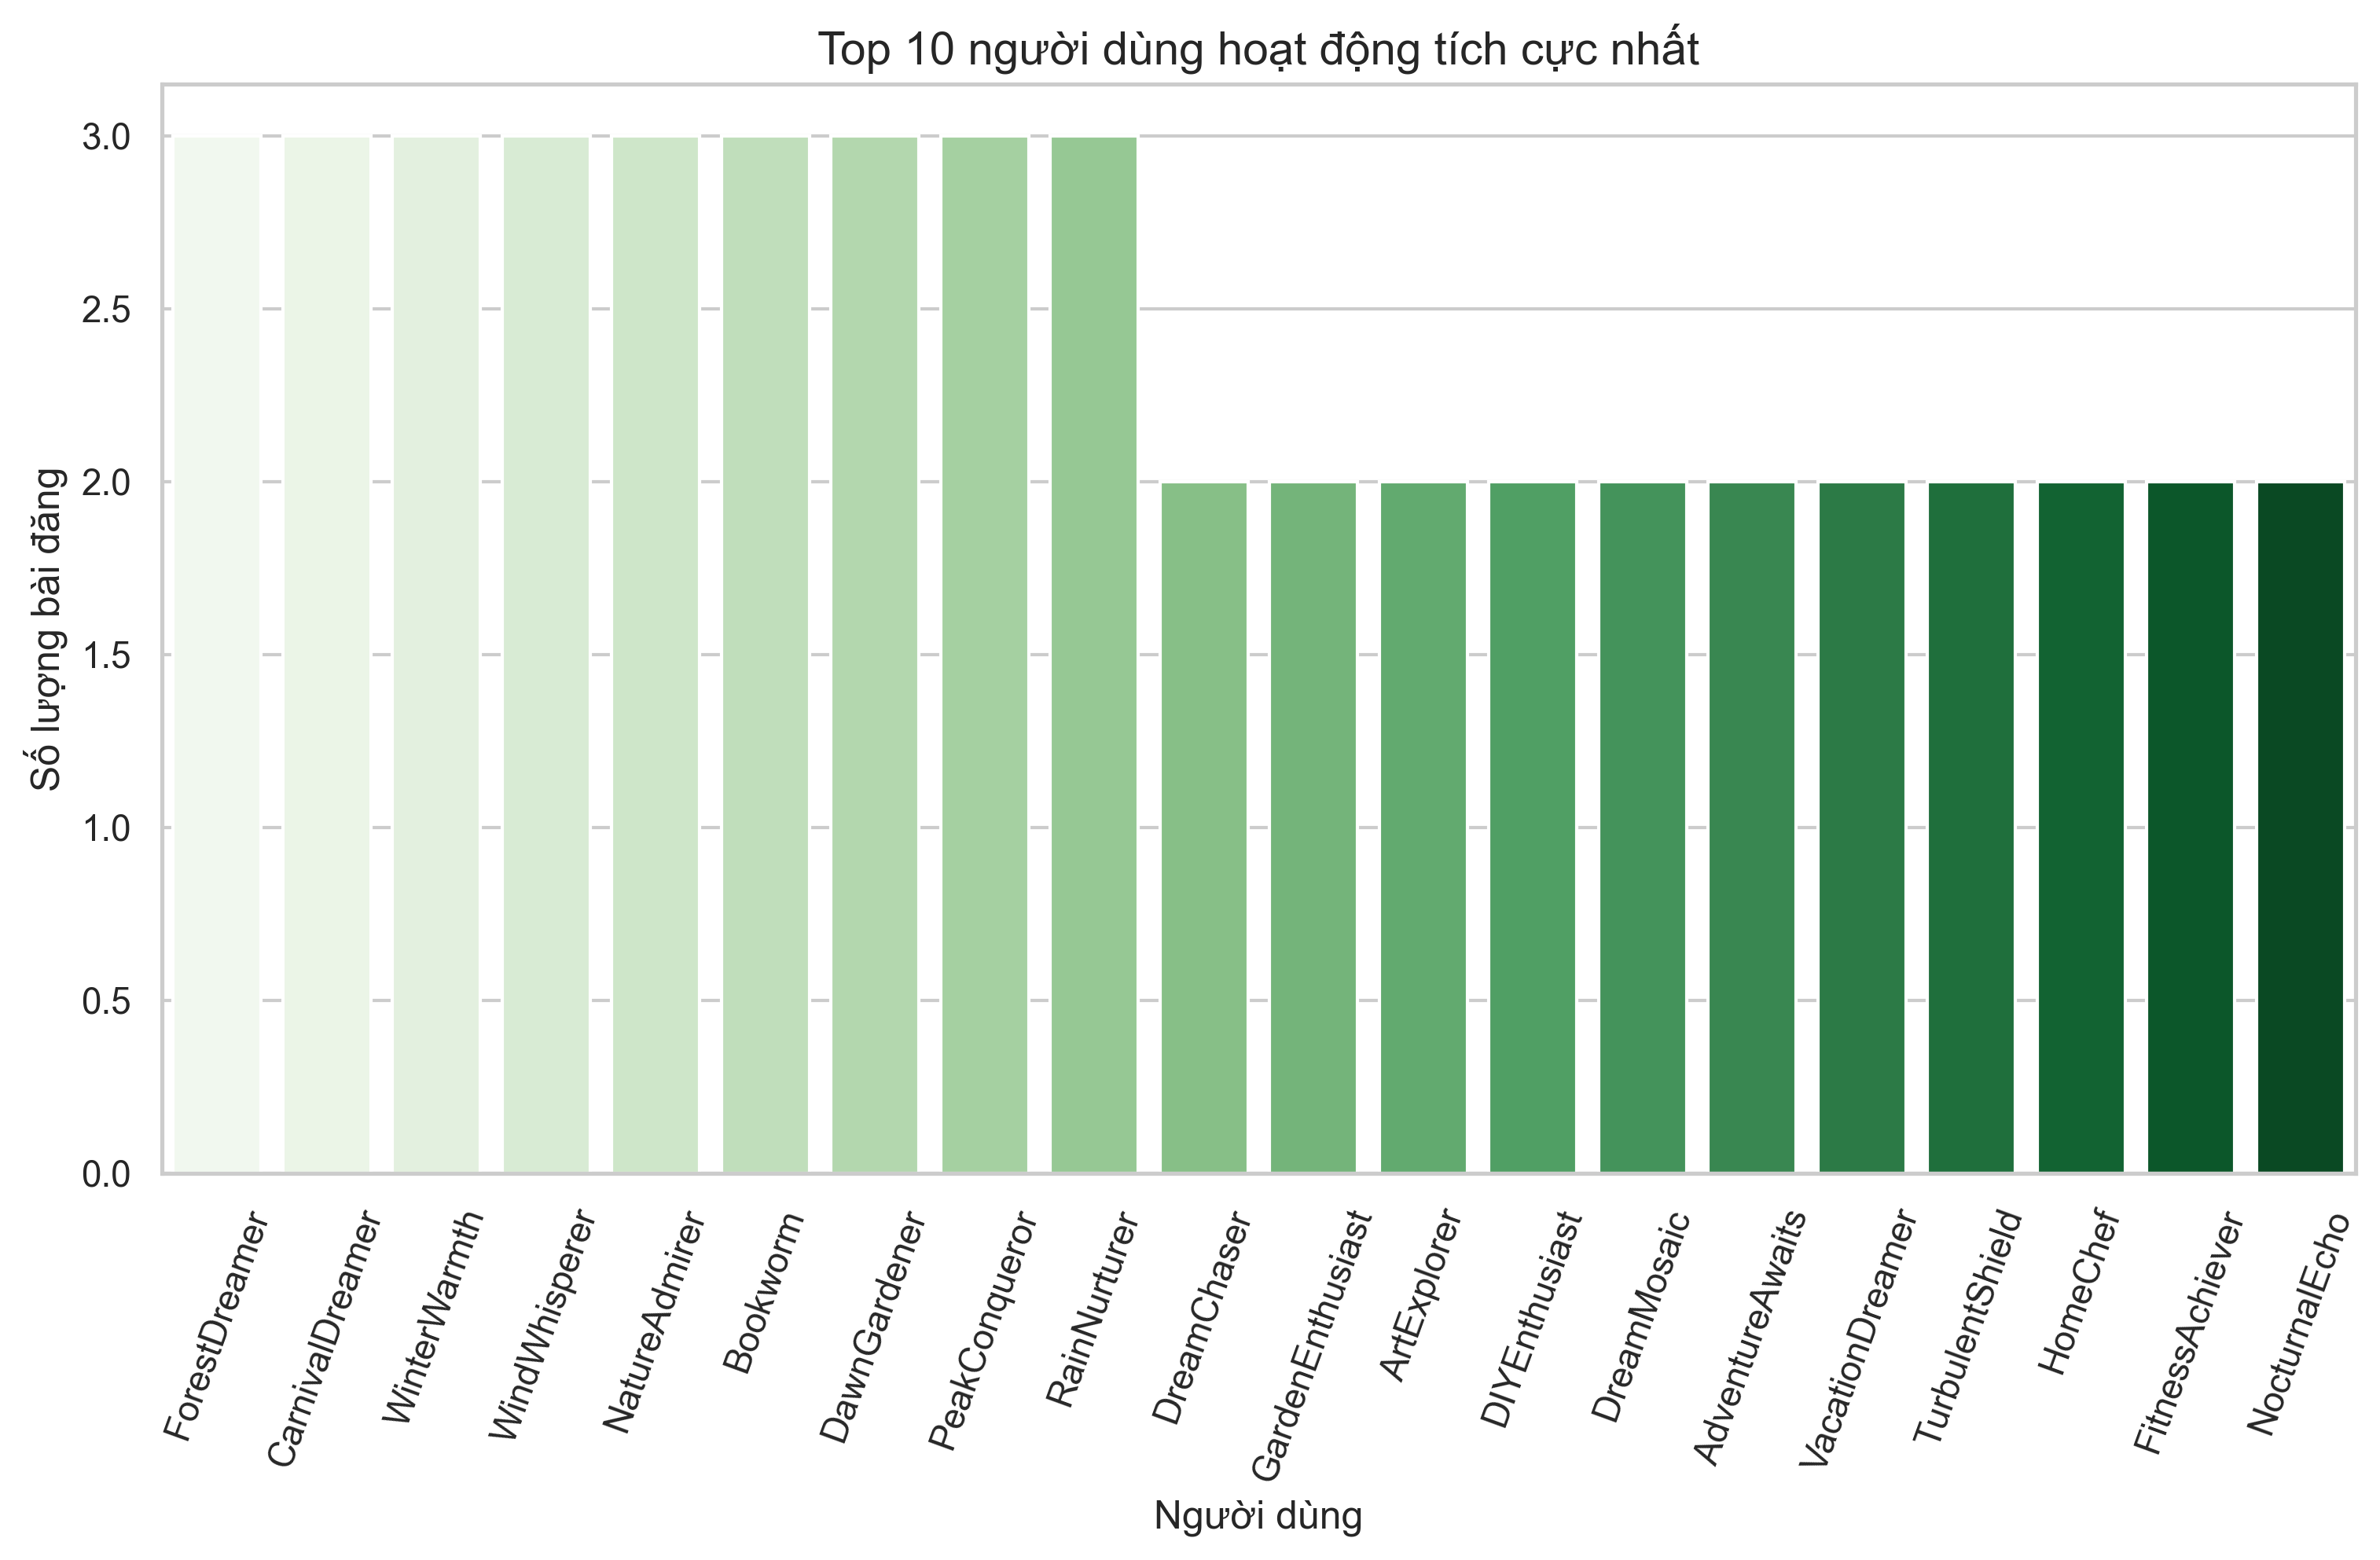 Top 10 người dùng hoạt động tích cực nhất
Số lượng bài đăng
3.0
2.5
2.0
1.5
1.0
0.5
0.0
ForestDreamer
CarnivalDreamer
WinterWarmth
WindWhisperer
NatureAdmirer
Bookworm
DawnGardener
PeakConqueror
RainNurturer
DreamChaser
GardenEnthusiast
ArtExplorer
DIYEnthusiast
DreamMosaic
AdventureAwaits
VacationDreamer
TurbulentShield
HomeChef
FitnessAchiever
NocturnalEcho
Người dùng